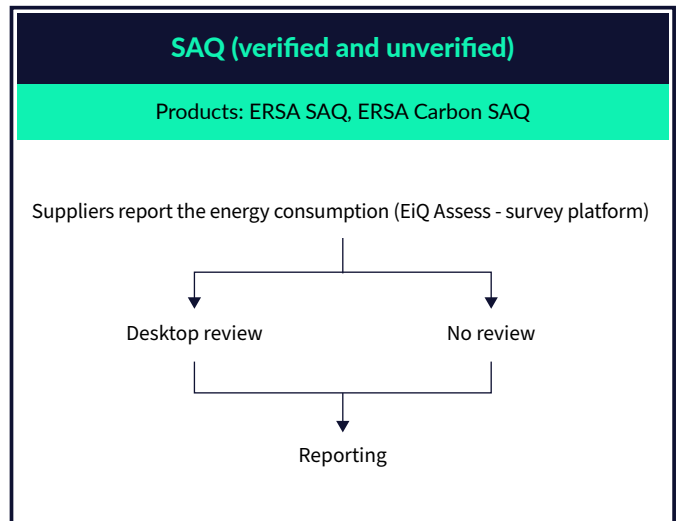 SAQ (verified and unverified)
Products: ERSA SAQ, ERSA Carbon SAQ
Suppliers report the energy consumption (EiQ Assess - survey platform)
Desktop review
No review
Reporting